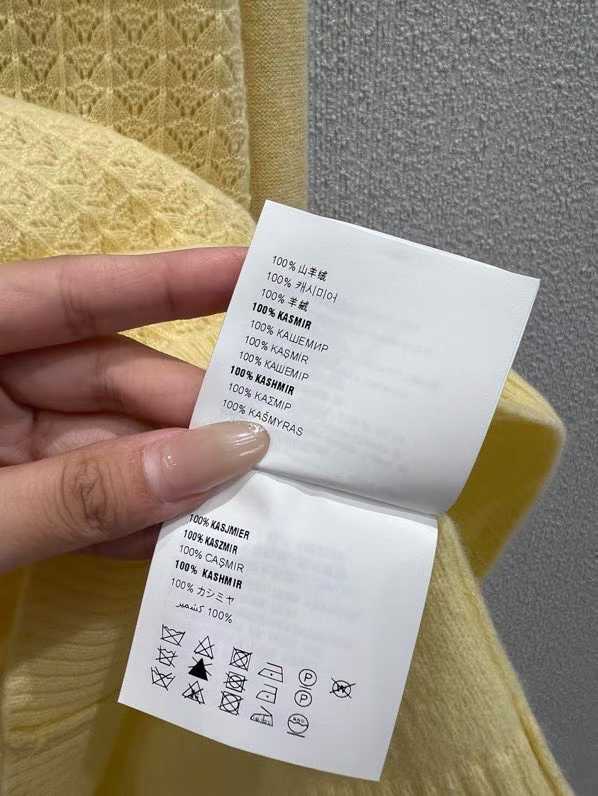 100% 山羊绒
100% 캐시미어
100% 羊絨
100% KASMIR
100% КАШЕМИР
100% KAŞMIR
100% КАШЕМІР
100% KASHMIR
100% ΚΑΣΜΙΡ
100% KAŠMYRAS
100% KASJMIER
100% KASZMIR
100% CAŞMIR
100% KASHMIR
100% カシミヤ
100% كشمير
P
P
W